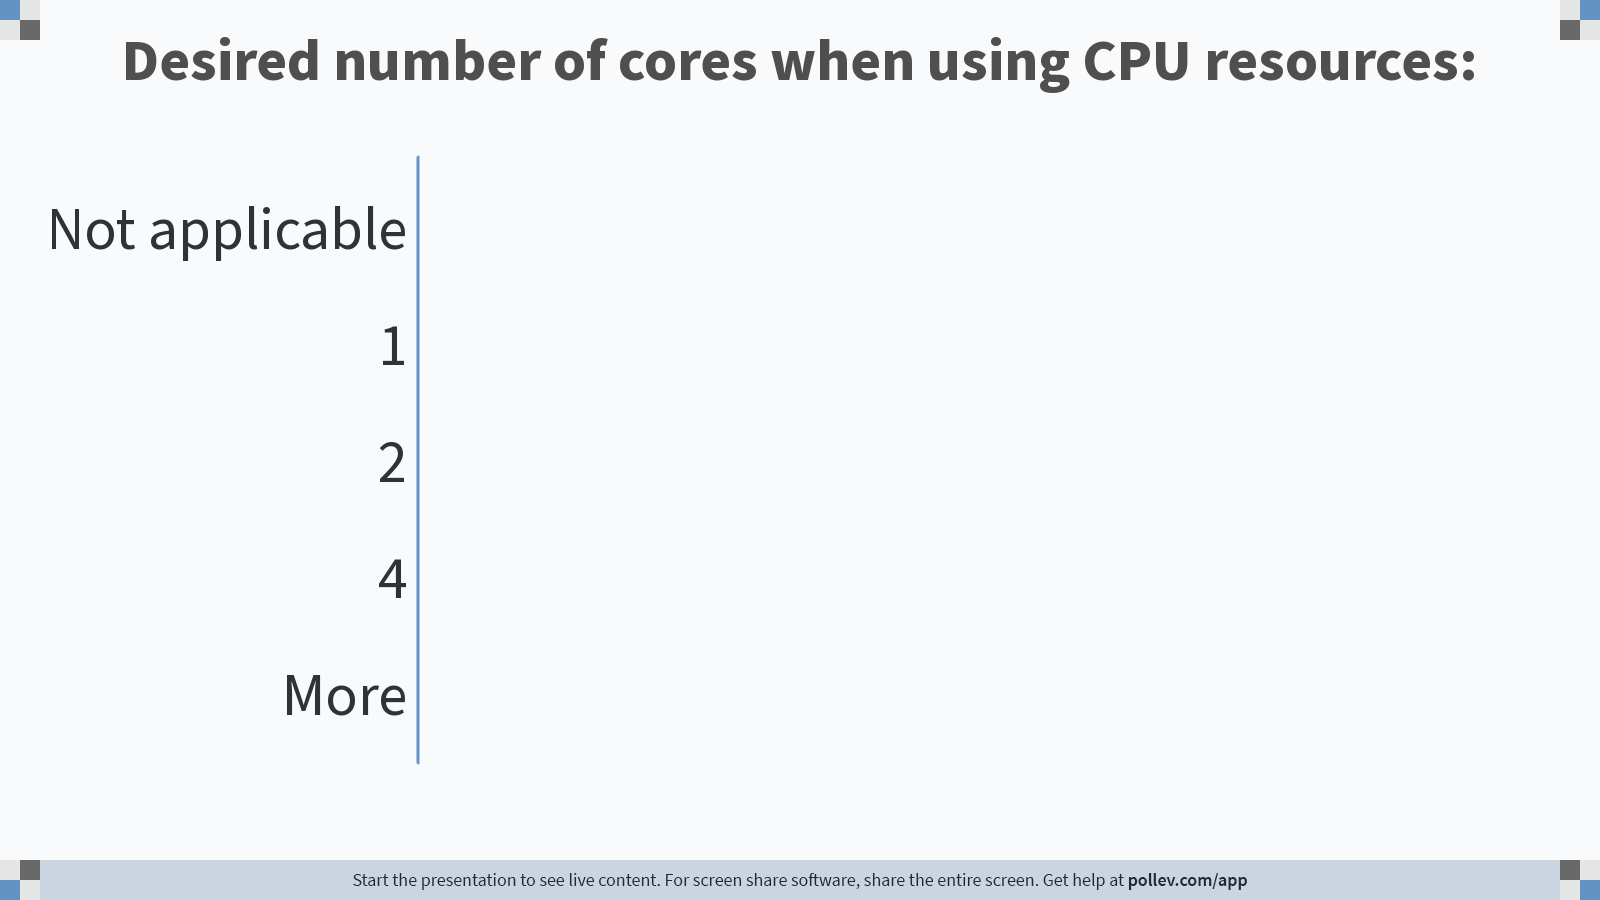 Desired number of cores when using CPU resources:
Not applicable
1
2
4
More
Start the presentation to see live content. For screen share software, share the entire screen. Get help at pollev.com/app